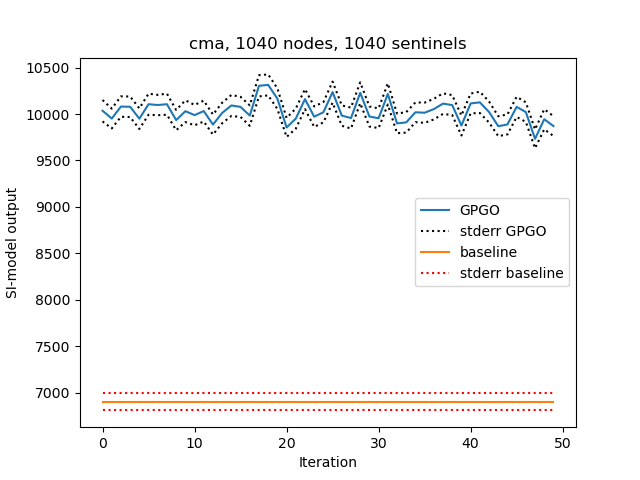 cma, 1040 nodes, 1040 sentinels
SI-model output
10500
10000
9500
9000
8500
8000
7500
7000
GPGO
stderr GPGO
baseline
stderr baseline
0
10
20
30
40
50
Iteration